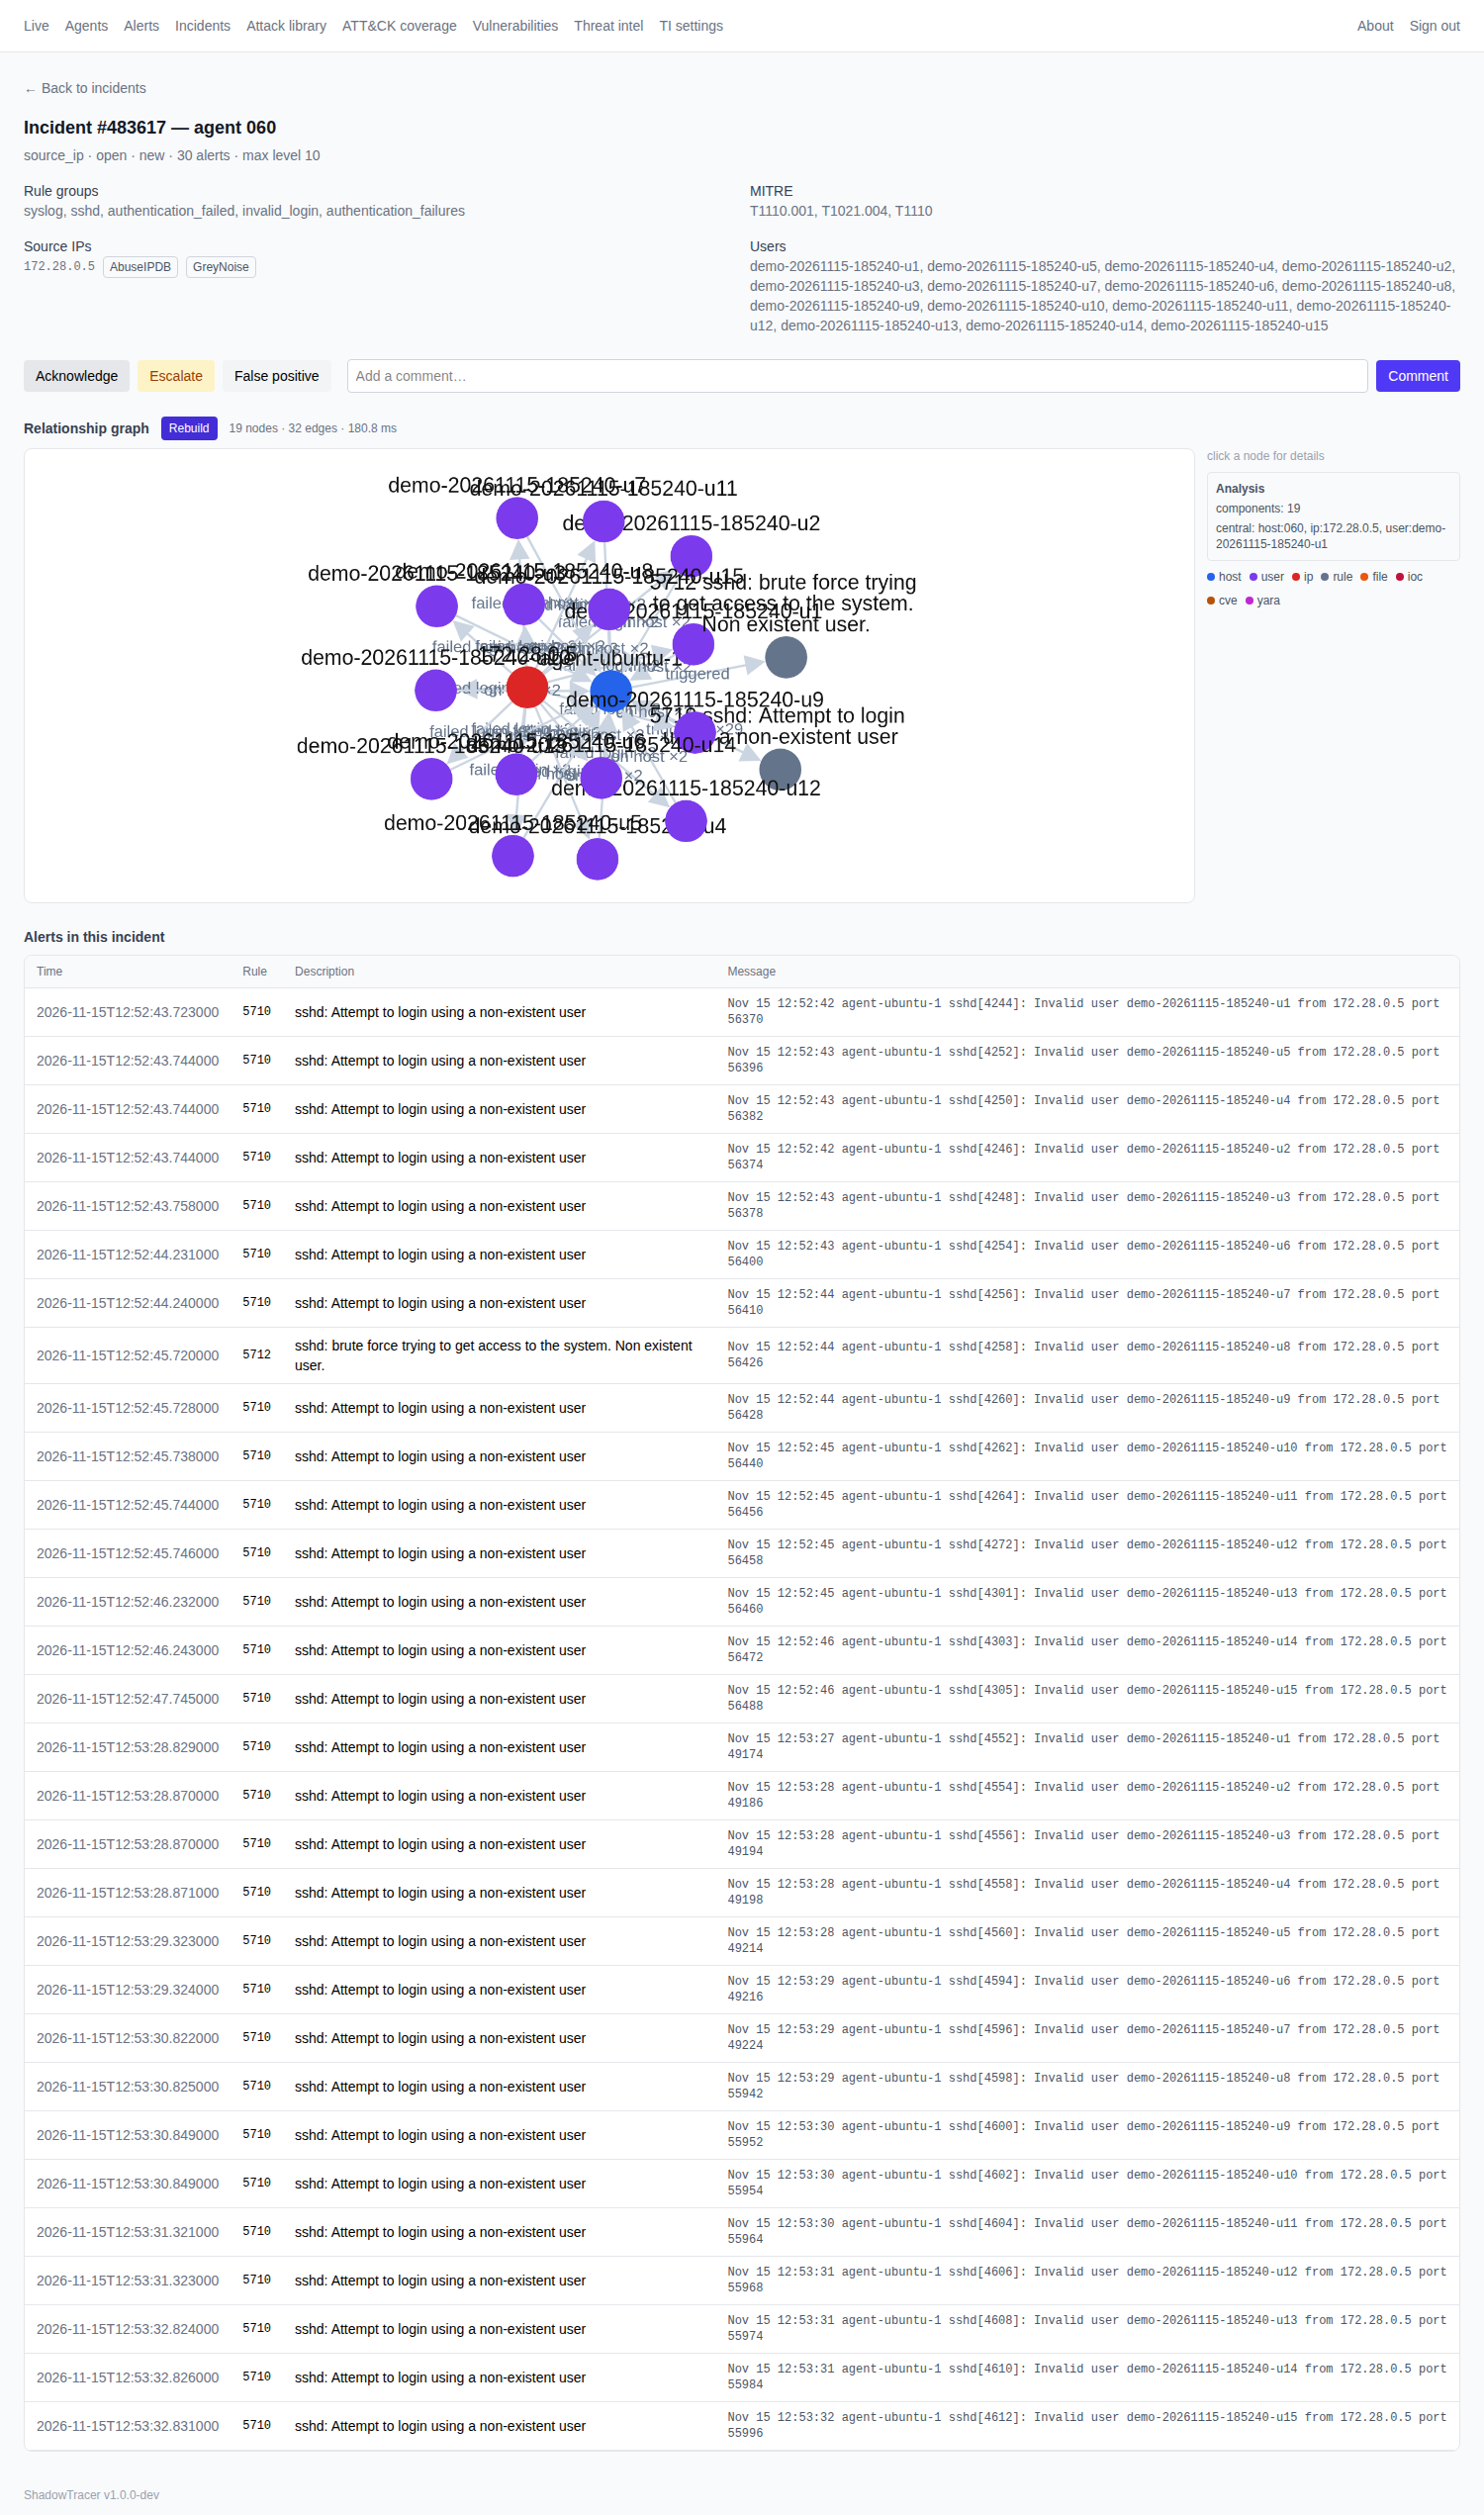 Live Agents Alerts Incidents Attack library ATT&CK coverage Vulnerabilities Threat intel TI settings About Sign out
← Back to incidents
Incident #483617 — agent 060
source_ip · open · new · 30 alerts · max level 10
Rule groups
syslog, sshd, authentication_failed, invalid_login, authentication_failures
MITRE
T1110.001, T1021.004, T1110
Source IPs
172.28.0.5 AbuseIPDB GreyNoise
Users
demo-20261115-185240-u1, demo-20261115-185240-u5, demo-20261115-185240-u4, demo-20261115-185240-u2,
demo-20261115-185240-u3, demo-20261115-185240-u7, demo-20261115-185240-u6, demo-20261115-185240-u8,
demo-20261115-185240-u9, demo-20261115-185240-u10, demo-20261115-185240-u11, demo-20261115-185240-
u12, demo-20261115-185240-u13, demo-20261115-185240-u14, demo-20261115-185240-u15
Acknowledge Escalate False positive Add a comment… Comment
Relationship graph Rebuild 19 nodes · 32 edges · 180.8 ms
demo-20261115-185240-u7
demo-20261115-185240-u11
20261115-185240-u2
sshd: brute force trying
to get access to the system.
Non existent user.
triggered
agent-ubuntu-1
demo-20261115-185240-u9
sshd: Attempt to login
a non-existent user
20261115-185240-u12
demo-20261115-185240-u5
click a node for details
Analysis
components: 19
central: host:060, ip:172.28.0.5, user:demo-
20261115-185240-u1
host user ip rule file ioc
cve yara
Alerts in this incident
Time Rule Description Message
2026-11-15T12:52:43.723000 5710 sshd: Attempt to login using a non-existent user Nov 15 12:52:42 agent-ubuntu-1 sshd[4244]: Invalid user demo-20261115-185240-u1 from 172.28.0.5 port
56370
2026-11-15T12:52:43.744000 5710 sshd: Attempt to login using a non-existent user Nov 15 12:52:43 agent-ubuntu-1 sshd[4252]: Invalid user demo-20261115-185240-u5 from 172.28.0.5 port
56396
2026-11-15T12:52:43.744000 5710 sshd: Attempt to login using a non-existent user Nov 15 12:52:43 agent-ubuntu-1 sshd[4250]: Invalid user demo-20261115-185240-u4 from 172.28.0.5 port
56382
2026-11-15T12:52:43.744000 5710 sshd: Attempt to login using a non-existent user Nov 15 12:52:42 agent-ubuntu-1 sshd[4246]: Invalid user demo-20261115-185240-u2 from 172.28.0.5 port
56374
2026-11-15T12:52:43.758000 5710 sshd: Attempt to login using a non-existent user Nov 15 12:52:43 agent-ubuntu-1 sshd[4248]: Invalid user demo-20261115-185240-u3 from 172.28.0.5 port
56378
2026-11-15T12:52:44.231000 5710 sshd: Attempt to login using a non-existent user Nov 15 12:52:43 agent-ubuntu-1 sshd[4254]: Invalid user demo-20261115-185240-u6 from 172.28.0.5 port
56400
2026-11-15T12:52:44.240000 5710 sshd: Attempt to login using a non-existent user Nov 15 12:52:44 agent-ubuntu-1 sshd[4256]: Invalid user demo-20261115-185240-u7 from 172.28.0.5 port
56410
2026-11-15T12:52:45.720000 5712 sshd: brute force trying to get access to the system. Non existent Nov 15 12:52:44 agent-ubuntu-1 sshd[4258]: Invalid user demo-20261115-185240-u8 from 172.28.0.5 port
user. 56426
2026-11-15T12:52:45.728000 5710 sshd: Attempt to login using a non-existent user Nov 15 12:52:44 agent-ubuntu-1 sshd[4260]: Invalid user demo-20261115-185240-u9 from 172.28.0.5 port
56428
2026-11-15T12:52:45.738000 5710 sshd: Attempt to login using a non-existent user Nov 15 12:52:45 agent-ubuntu-1 sshd[4262]: Invalid user demo-20261115-185240-u10 from 172.28.0.5 port
56440
2026-11-15T12:52:45.744000 5710 sshd: Attempt to login using a non-existent user Nov 15 12:52:45 agent-ubuntu-1 sshd[4264]: Invalid user demo-20261115-185240-u11 from 172.28.0.5 port
56456
2026-11-15T12:52:45.746000 5710 sshd: Attempt to login using a non-existent user Nov 15 12:52:45 agent-ubuntu-1 sshd[4272]: Invalid user demo-20261115-185240-u12 from 172.28.0.5 port
56458
2026-11-15T12:52:46.232000 5710 sshd: Attempt to login using a non-existent user Nov 15 12:52:45 agent-ubuntu-1 sshd[4301]: Invalid user demo-20261115-185240-u13 from 172.28.0.5 port
56460
2026-11-15T12:52:46.243000 5710 sshd: Attempt to login using a non-existent user Nov 15 12:52:46 agent-ubuntu-1 sshd[4303]: Invalid user demo-20261115-185240-u14 from 172.28.0.5 port
56472
2026-11-15T12:52:47.745000 5710 sshd: Attempt to login using a non-existent user Nov 15 12:52:46 agent-ubuntu-1 sshd[4305]: Invalid user demo-20261115-185240-u15 from 172.28.0.5 port
56488
2026-11-15T12:53:28.829000 5710 sshd: Attempt to login using a non-existent user Nov 15 12:53:27 agent-ubuntu-1 sshd[4552]: Invalid user demo-20261115-185240-u1 from 172.28.0.5 port
49174
2026-11-15T12:53:28.870000 5710 sshd: Attempt to login using a non-existent user Nov 15 12:53:28 agent-ubuntu-1 sshd[4554]: Invalid user demo-20261115-185240-u2 from 172.28.0.5 port
49186
2026-11-15T12:53:28.870000 5710 sshd: Attempt to login using a non-existent user Nov 15 12:53:28 agent-ubuntu-1 sshd[4556]: Invalid user demo-20261115-185240-u3 from 172.28.0.5 port
49194
2026-11-15T12:53:28.871000 5710 sshd: Attempt to login using a non-existent user Nov 15 12:53:28 agent-ubuntu-1 sshd[4558]: Invalid user demo-20261115-185240-u4 from 172.28.0.5 port
49198
2026-11-15T12:53:29.323000 5710 sshd: Attempt to login using a non-existent user Nov 15 12:53:28 agent-ubuntu-1 sshd[4560]: Invalid user demo-20261115-185240-u5 from 172.28.0.5 port
49214
2026-11-15T12:53:29.324000 5710 sshd: Attempt to login using a non-existent user Nov 15 12:53:29 agent-ubuntu-1 sshd[4594]: Invalid user demo-20261115-185240-u6 from 172.28.0.5 port
49216
2026-11-15T12:53:30.822000 5710 sshd: Attempt to login using a non-existent user Nov 15 12:53:29 agent-ubuntu-1 sshd[4596]: Invalid user demo-20261115-185240-u7 from 172.28.0.5 port
49224
2026-11-15T12:53:30.825000 5710 sshd: Attempt to login using a non-existent user Nov 15 12:53:29 agent-ubuntu-1 sshd[4598]: Invalid user demo-20261115-185240-u8 from 172.28.0.5 port
55942
2026-11-15T12:53:30.849000 5710 sshd: Attempt to login using a non-existent user Nov 15 12:53:30 agent-ubuntu-1 sshd[4600]: Invalid user demo-20261115-185240-u9 from 172.28.0.5 port
55952
2026-11-15T12:53:30.849000 5710 sshd: Attempt to login using a non-existent user Nov 15 12:53:30 agent-ubuntu-1 sshd[4602]: Invalid user demo-20261115-185240-u10 from 172.28.0.5 port
55954
2026-11-15T12:53:31.321000 5710 sshd: Attempt to login using a non-existent user Nov 15 12:53:30 agent-ubuntu-1 sshd[4604]: Invalid user demo-20261115-185240-u11 from 172.28.0.5 port
55964
2026-11-15T12:53:31.323000 5710 sshd: Attempt to login using a non-existent user Nov 15 12:53:31 agent-ubuntu-1 sshd[4606]: Invalid user demo-20261115-185240-u12 from 172.28.0.5 port
55968
2026-11-15T12:53:32.824000 5710 sshd: Attempt to login using a non-existent user Nov 15 12:53:31 agent-ubuntu-1 sshd[4608]: Invalid user demo-20261115-185240-u13 from 172.28.0.5 port
55974
2026-11-15T12:53:32.826000 5710 sshd: Attempt to login using a non-existent user Nov 15 12:53:31 agent-ubuntu-1 sshd[4610]: Invalid user demo-20261115-185240-u14 from 172.28.0.5 port
55984
2026-11-15T12:53:32.831000 5710 sshd: Attempt to login using a non-existent user Nov 15 12:53:32 agent-ubuntu-1 sshd[4612]: Invalid user demo-20261115-185240-u15 from 172.28.0.5 port
55996
ShadowTracer v1.0.0-dev